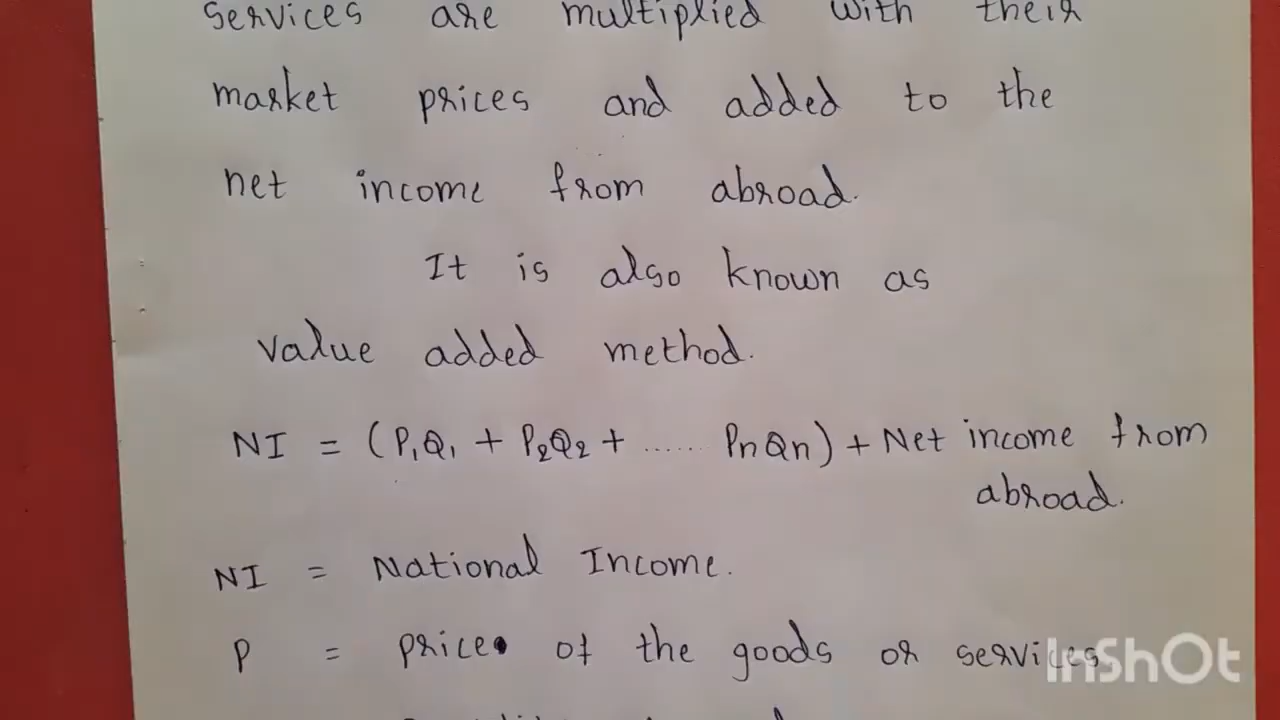 services are multiplied with their
market prices and added to the
net income from abroad.
It is also known as
value added method.
NI = (P₁Q₁ + P₂Q₂ + ...... PnQn) + Net income from
abroad.
NI = National Income.
P = price of the goods or services
InShOt